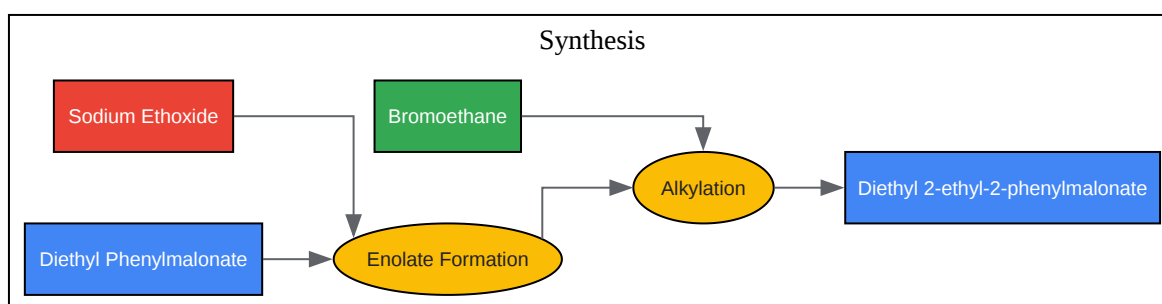 Synthesis
Sodium Ethoxide
Bromoethane
Alkylation
Diethyl 2-ethyl-2-phenylmalonate
Diethyl Phenylmalonate
Enolate Formation